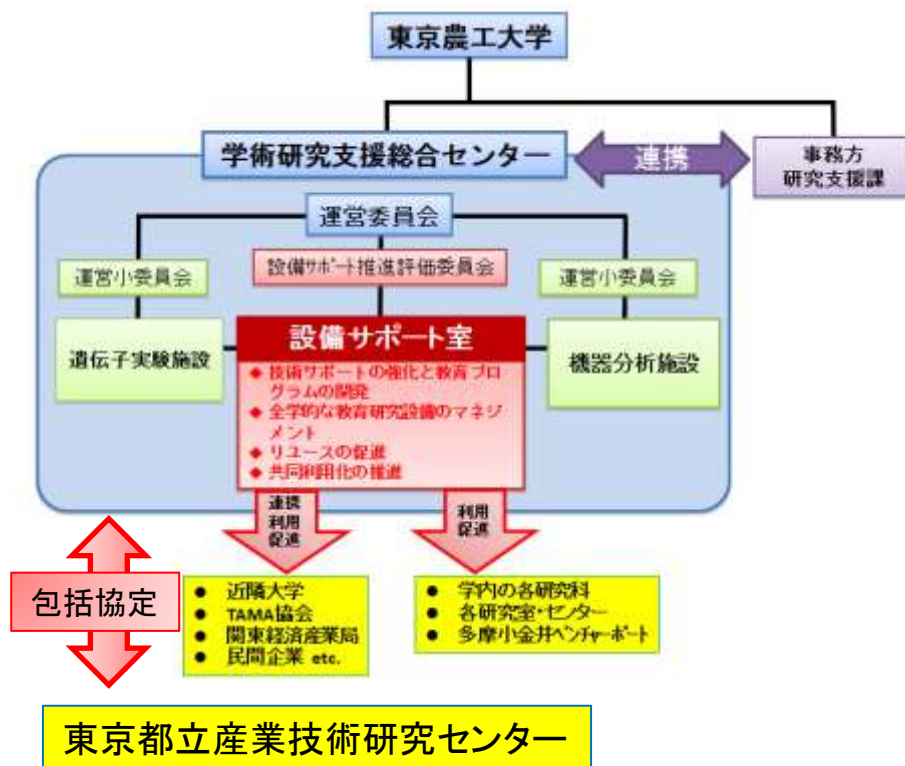 東京農工大学
学術研究支援総合センター
連携
事務方
研究支援課
運営委員会
運営小委員会
設備サポート推進評価委員会
運営小委員会
遺伝子実験施設
設備サポート室
機器分析施設
◆ 技術サポートの強化と教育プロ
グラムの開発
◆ 全学的な教育研究設備のマネジ
メント
◆ リユースの促進
◆ 共同利用化の推進
連携
利用
促進
利用
促進
包括協定
● 近隣大学
● TAMA協会
● 関東経済産業局
● 民間企業 etc.
● 学内の各研究科
● 各研究室・センター
● 多摩小金井ベンチャーポート
東京都立産業技術研究センター